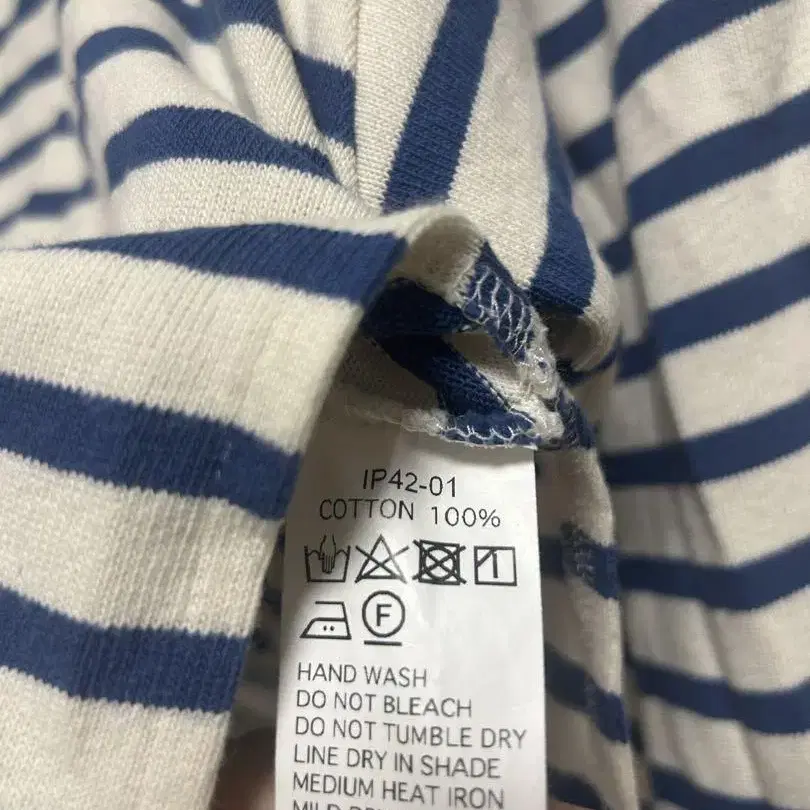 IP42-01
COTTON 100%
F
HAND WASH
DO NOT BLEACH
DO NOT TUMBLE DRY
LINE DRY IN SHADE
MEDIUM HEAT IRON
MILD